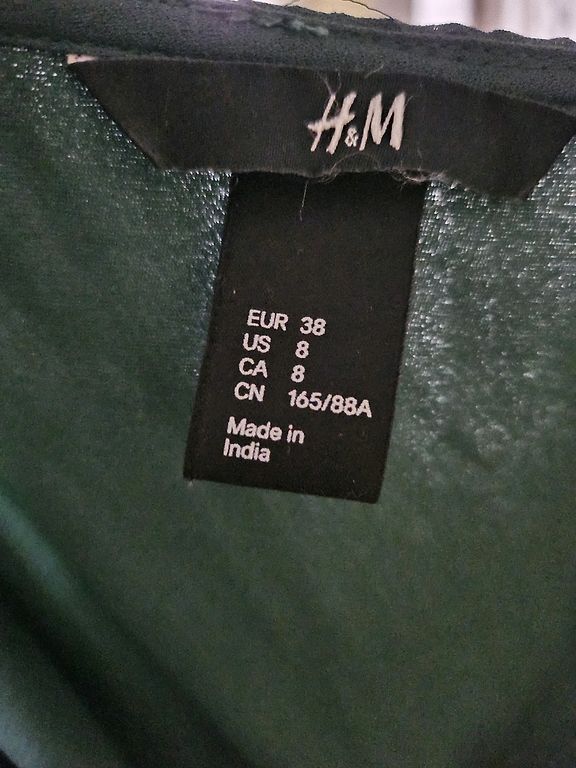 H&M
EUR 38
US 8
CA 8
CN 165/88A
Made in
India